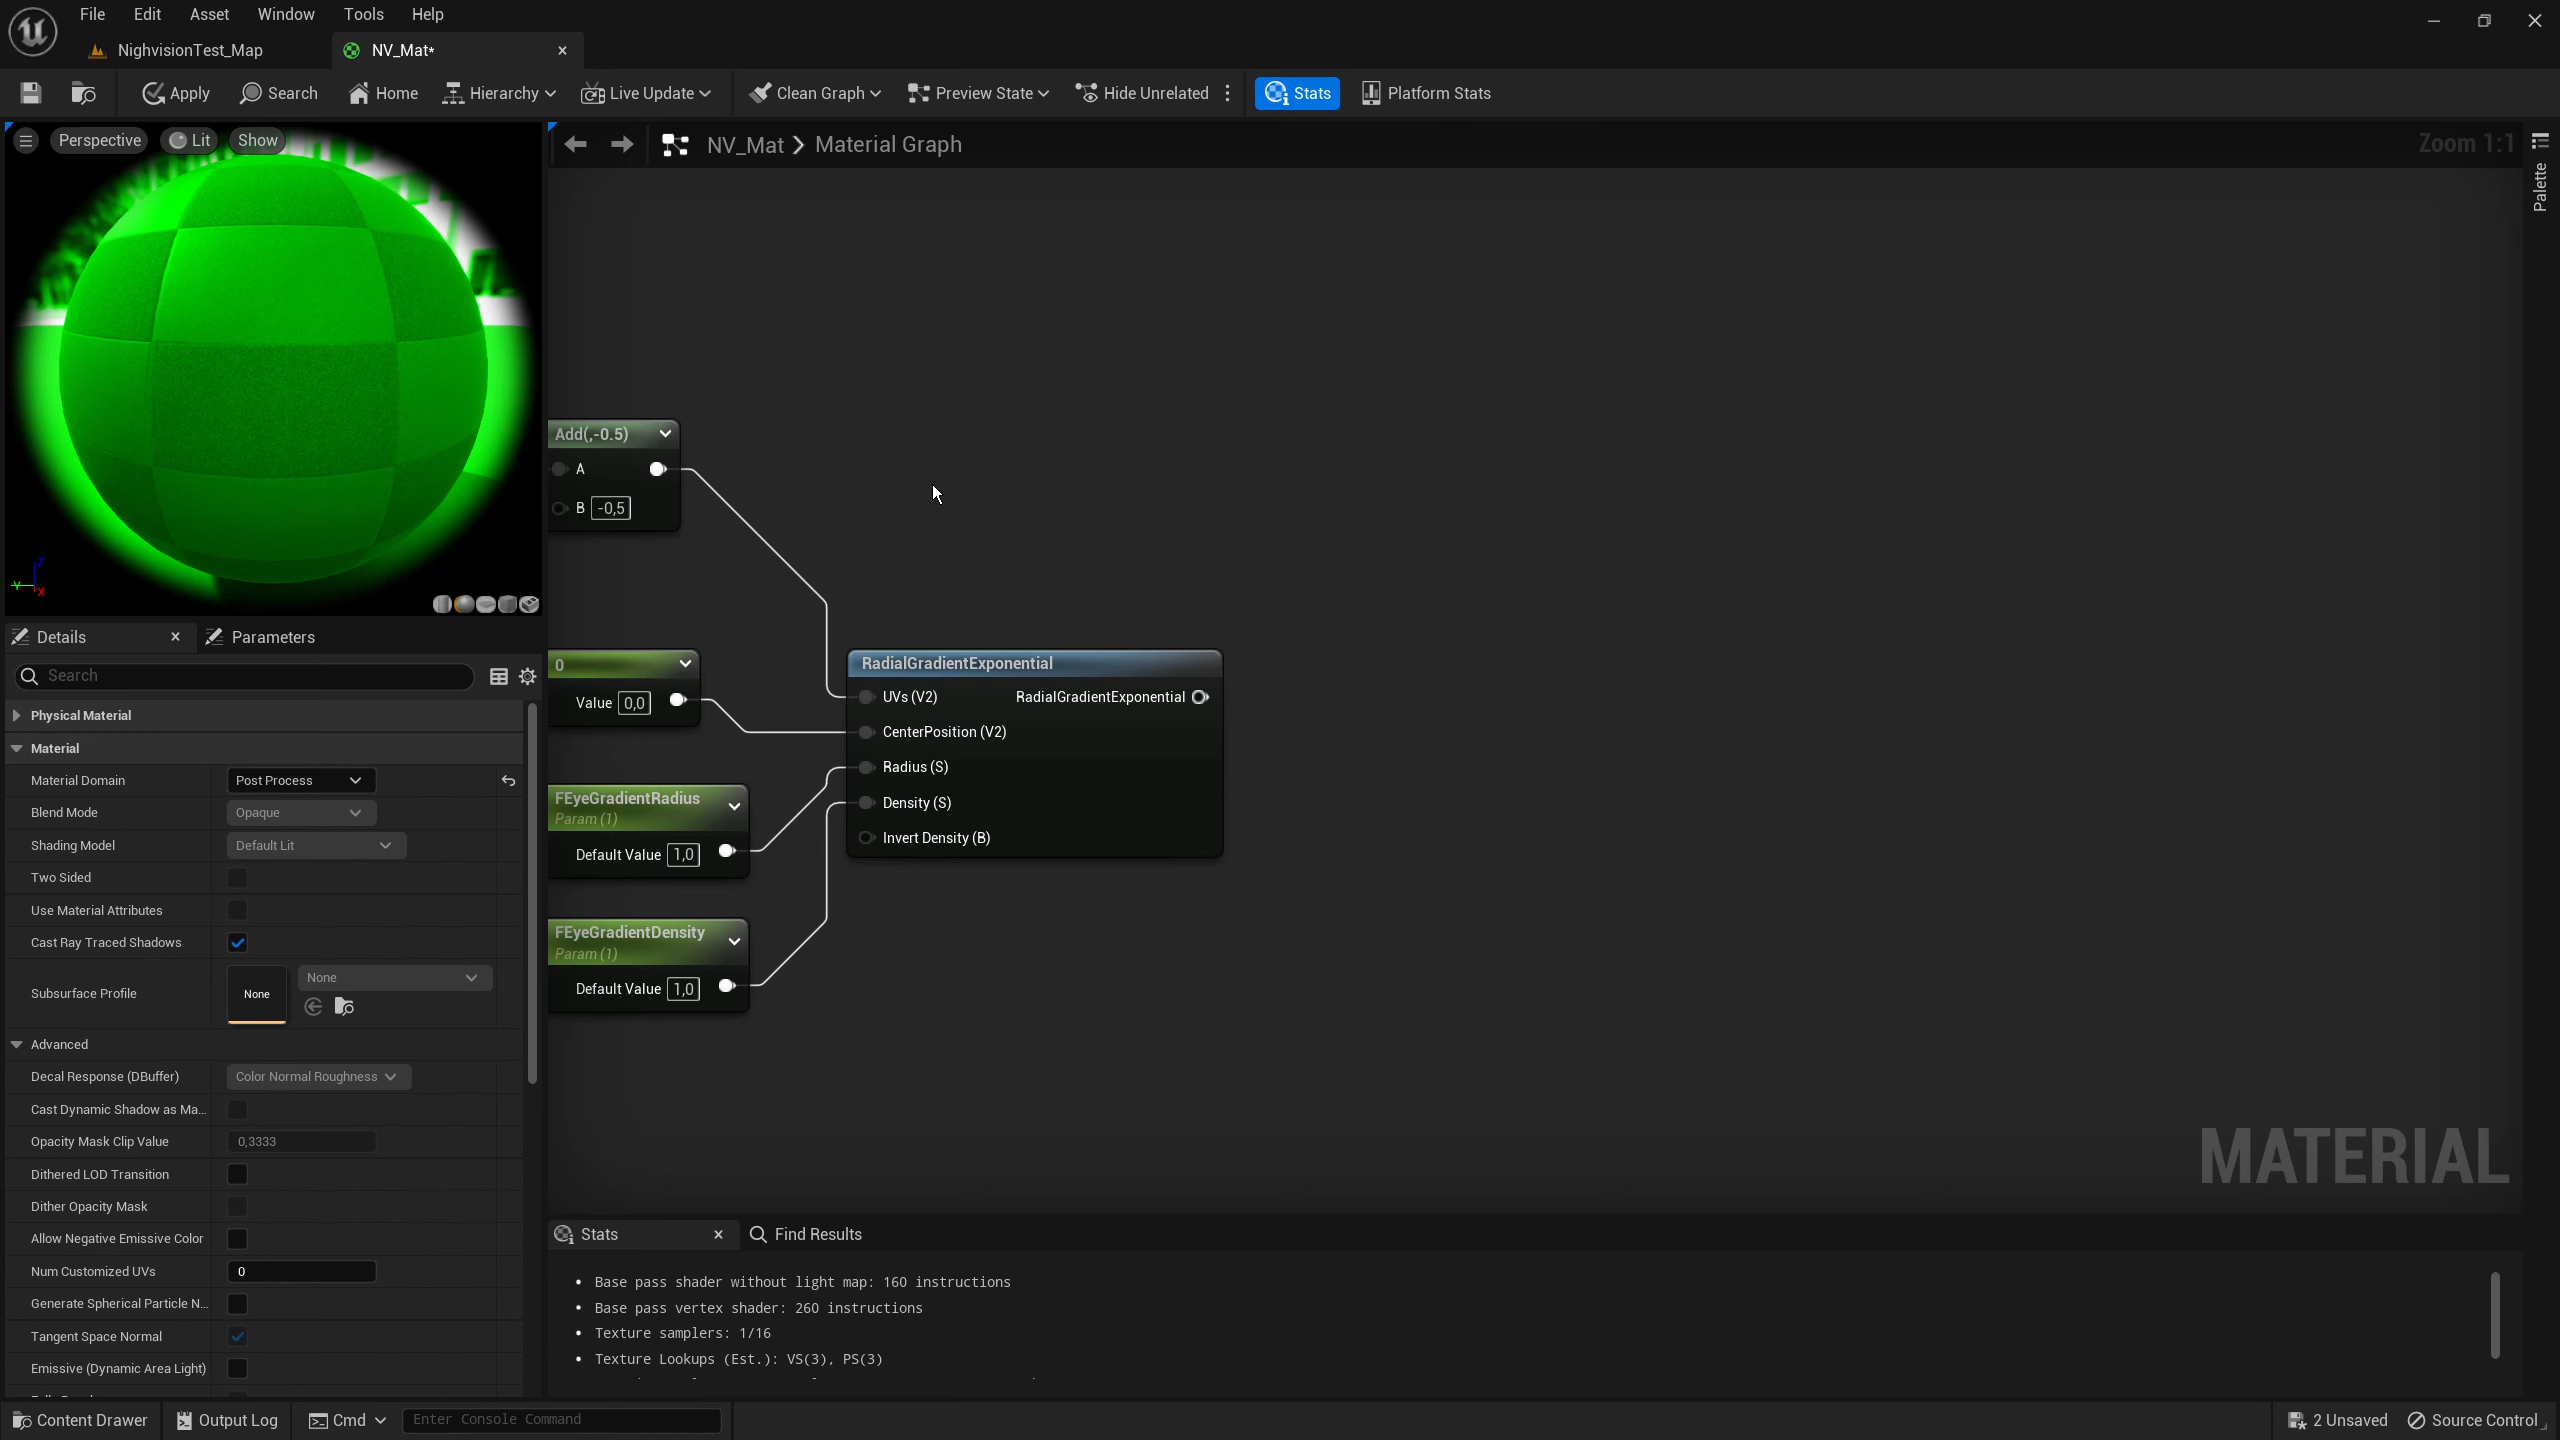 File Edit Asset Window Tools Help
NighvisionTest_Map NV_Mat*
Apply Search Home Hierarchy Live Update Clean Graph Preview State Hide Unrelated Stats Platform Stats
Perspective Lit Show
NV_Mat > Material Graph
Zoom 1:1
Palette
Z
Y
X
Add(,-0.5)
A
B -0,5
0
Value 0,0
FEyeGradientRadius
Param (1)
Default Value 1,0
FEyeGradientDensity
Param (1)
Default Value 1,0
RadialGradientExponential
UVs (V2) RadialGradientExponential
CenterPosition (V2)
Radius (S)
Density (S)
Invert Density (B)
MATERIAL
Details Parameters
Search
Physical Material
Material
Material Domain Post Process
Blend Mode Opaque
Shading Model Default Lit
Two Sided
Use Material Attributes
Cast Ray Traced Shadows
Subsurface Profile None None
Advanced
Decal Response (DBuffer) Color Normal Roughness
Cast Dynamic Shadow as Ma...
Opacity Mask Clip Value 0,3333
Dithered LOD Transition
Dither Opacity Mask
Allow Negative Emissive Color
Num Customized UVs 0
Generate Spherical Particle N...
Tangent Space Normal
Emissive (Dynamic Area Light)
Stats Find Results
• Base pass shader without light map: 160 instructions
• Base pass vertex shader: 260 instructions
• Texture samplers: 1/16
• Texture Lookups (Est.): VS(3), PS(3)
Content Drawer Output Log Cmd Enter Console Command
2 Unsaved Source Control